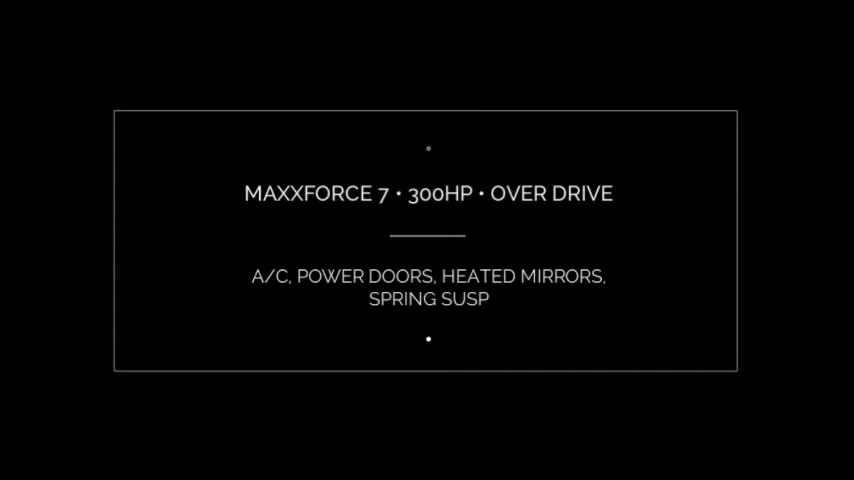 MAXXFORCE 7 • 300HP • OVER DRIVE
A/C, POWER DOORS, HEATED MIRRORS,
SPRING SUSP